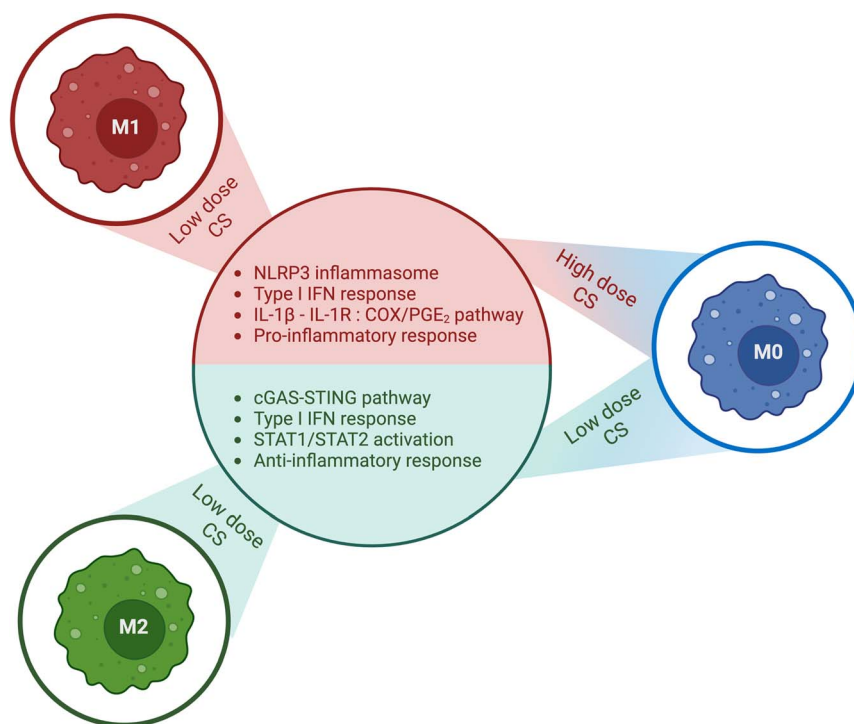 M1
Low dose
CS
• NLRP3 inflammasome
• Type I IFN response
• IL-1β - IL-1R : COX/PGE₂ pathway
• Pro-inflammatory response
High dose
CS
M0
• cGAS-STING pathway
• Type I IFN response
• STAT1/STAT2 activation
• Anti-inflammatory response
Low dose
CS
Low dose
CS
M2